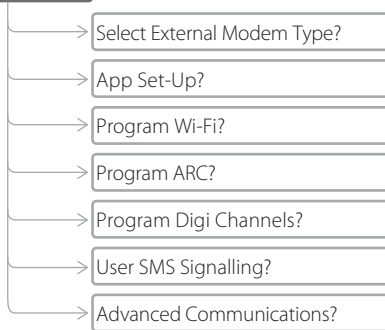 Select External Modem Type?
App Set-Up?
Program Wi-Fi?
Program ARC?
Program Digi Channels?
User SMS Signalling?
Advanced Communications?